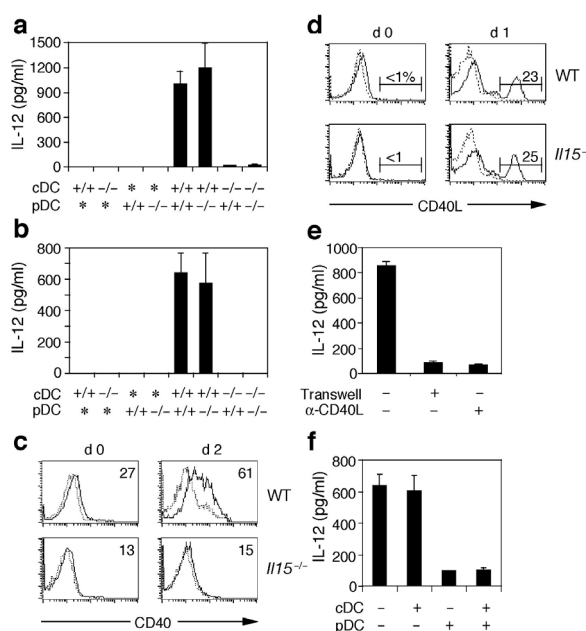 a
IL-12 (pg/ml)
1500
1200
900
600
300
0
cDC +/+ –/– * * +/+ +/+ –/– –/–
pDC * * +/+ –/– +/+ –/– +/+ –/–
b
IL-12 (pg/ml)
800
600
400
200
0
cDC +/+ –/– * * +/+ +/+ –/– –/–
pDC * * +/+ –/– +/+ –/– +/+ –/–
c
d 0 d 2
27 61 WT
13 15 Il15–/–
CD40
d
d 0 d 1
<1% 23 WT
<1 25 Il15–
CD40L
e
IL-12 (pg/ml)
1000
800
600
400
200
0
Transwell – + –
α-CD40L – – +
f
IL-12 (pg/ml)
800
600
400
200
0
cDC – + – +
pDC – – + +